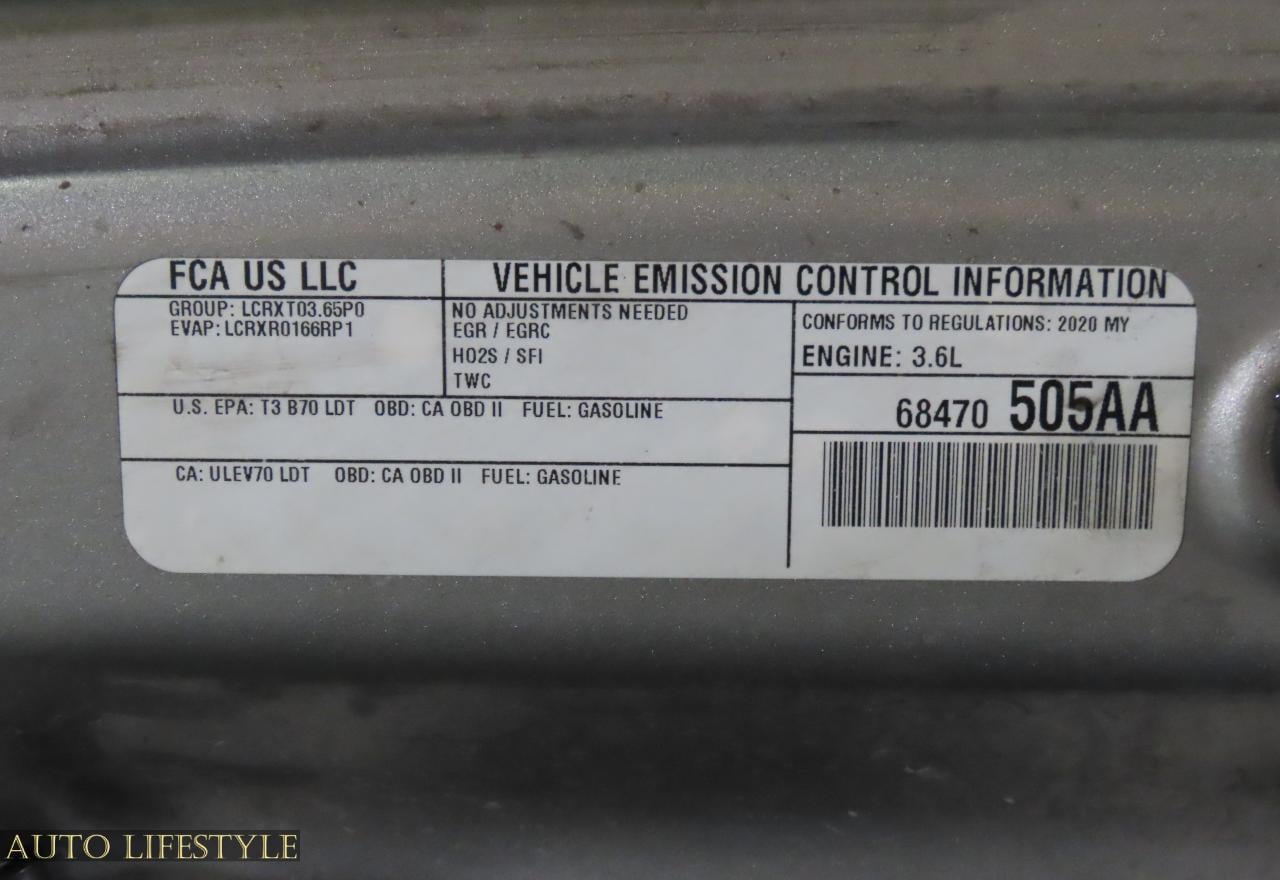 FCA US LLC
VEHICLE EMISSION CONTROL INFORMATION
GROUP: LCRXT03.65P0
EVAP: LCRXR0166RP1
NO ADJUSTMENTS NEEDED
EGR / EGRC
HO2S / SFI
TWC
CONFORMS TO REGULATIONS: 2020 MY
ENGINE: 3.6L
68470 505AA
U.S. EPA: T3 B70 LDT OBD: CA OBD II FUEL: GASOLINE
CA: ULEV70 LDT OBD: CA OBD II FUEL: GASOLINE
AUTO LIFESTYLE